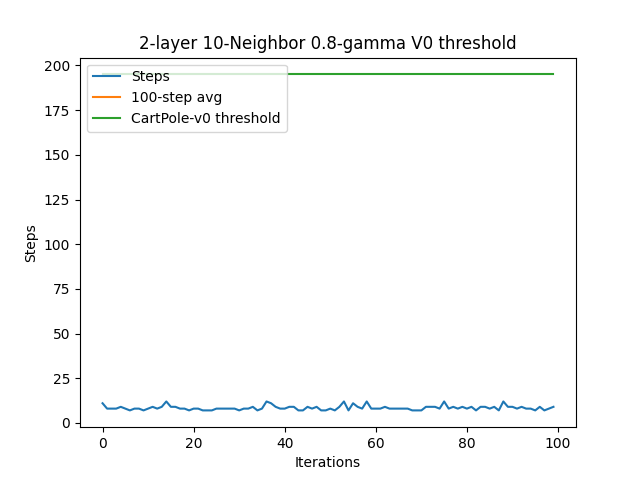 2-layer 10-Neighbor 0.8-gamma V0 threshold
200
175
150
125
100
75
50
25
0
Steps
Steps
100-step avg
CartPole-v0 threshold
0 20 40 60 80 100
Iterations